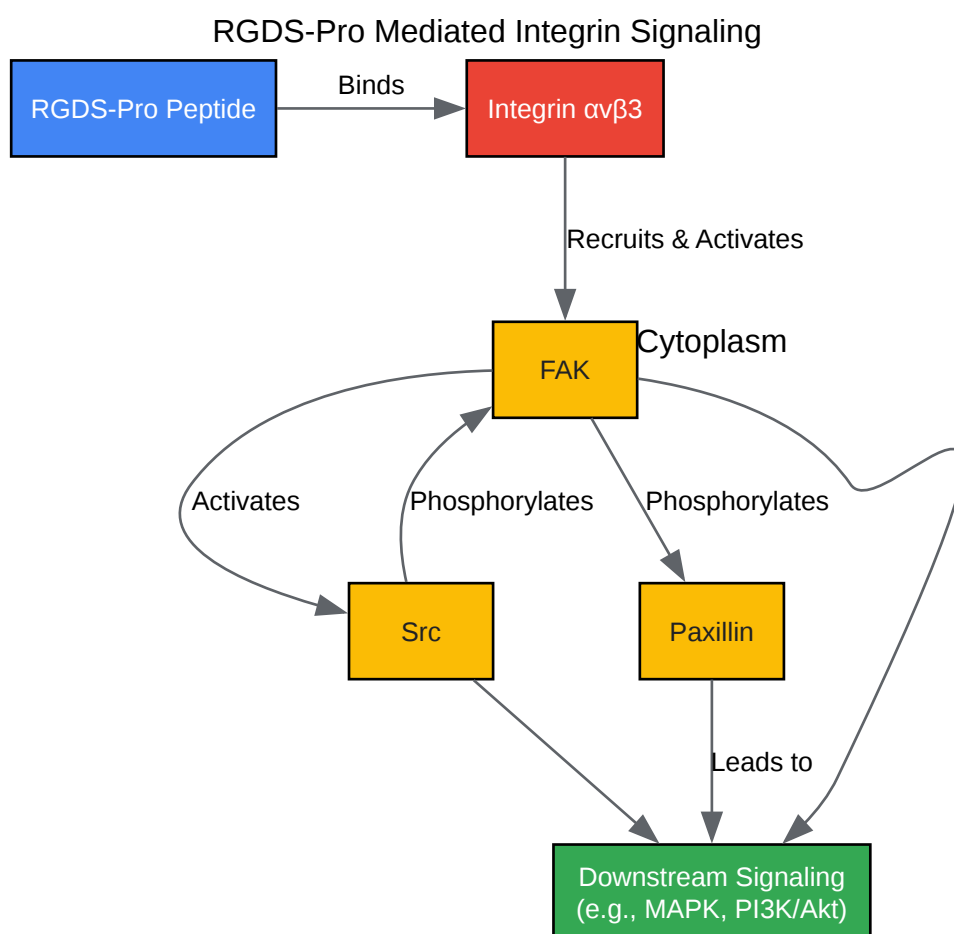 RGDS-Pro Mediated Integrin Signaling
RGDS-Pro Peptide
Binds
Integrin αvβ3
Recruits & Activates
FAK
Cytoplasm
Activates
Phosphorylates
Phosphorylates
Src
Paxillin
Leads to
Downstream Signaling
(e.g., MAPK, PI3K/Akt)